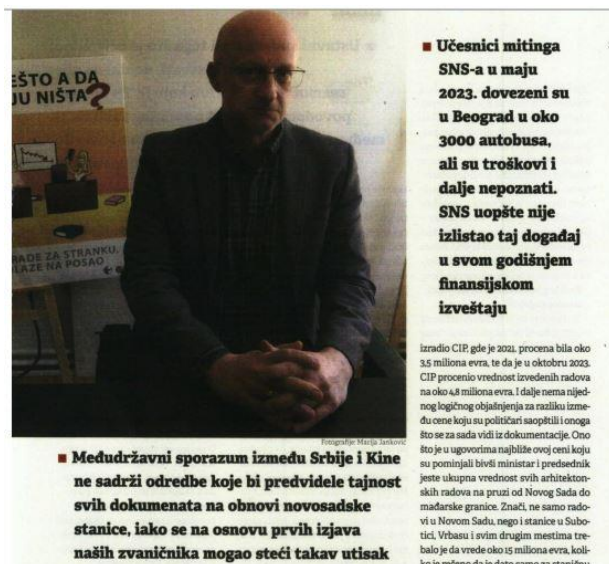 EŠTO A DA
JU NIŠTA?
RADE ZA STRANKU,
LAZE NA POSAO
Fotografije: Marija Janković
■ Međudržavni sporazum između Srbije i Kine
ne sadrži odredbe koje bi predvidele tajnost
svih dokumenata na obnovi novosadske
stanice, iako se na osnovu prvih izjava
naših zvaničnika mogao steći takav utisak
■ Učesnici mitinga
SNS-a u maju
2023. dovezeni su
u Beograd u oko
3000 autobusa,
ali su troškovi i
dalje nepoznati.
SNS uopšte nije
izlistao taj događaj
u svom godišnjem
finansijskom
izveštaju
izradio CIP, gde je 2021. procena bila oko
3,5 miliona evra, te da je u oktobru 2023.
CIP procenio vrednost izvedenih radova
na oko 4,8 miliona evra. I dalje nema nijed-
nog logičnog objašnjenja za razliku izme-
đu cene koju su političari saopštili i onoga
što se za sada vidi iz dokumentacije. Ono
što je u ugovorima najbliže ovoj ceni koju
su pominjali bivši ministar i predsednik
jeste ukupna vrednost svih arhitekton-
skih radova na pruzi od Novog Sada do
mađarske granice. Znači, ne samo rado-
vi u Novom Sadu, nego i stanice u Subo-
tici, Vrbasu i svim drugim mestima tre-
balo je da vrede oko 15 miliona evra, koli-